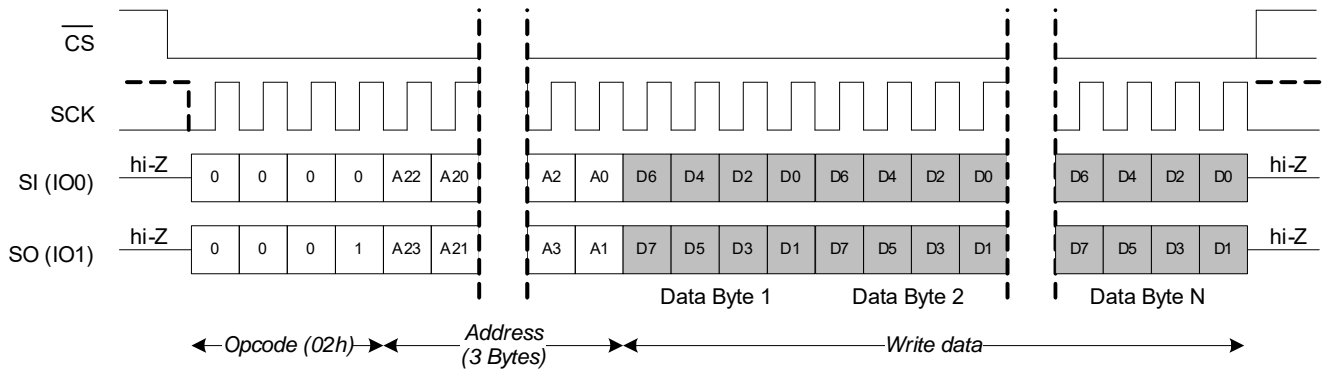 CS
SCK
hi-Z 0 0 0 0 A22 A20 A2 A0 D6 D4 D2 D0 D6 D4 D2 D0 D6 D4 D2 D0 hi-Z
SI (IO0)
hi-Z 0 0 0 1 A23 A21 A3 A1 D7 D5 D3 D1 D7 D5 D3 D1 D7 D5 D3 D1 hi-Z
SO (IO1)
Data Byte 1 Data Byte 2 Data Byte N
Opcode (02h) Address Write data
(3 Bytes)